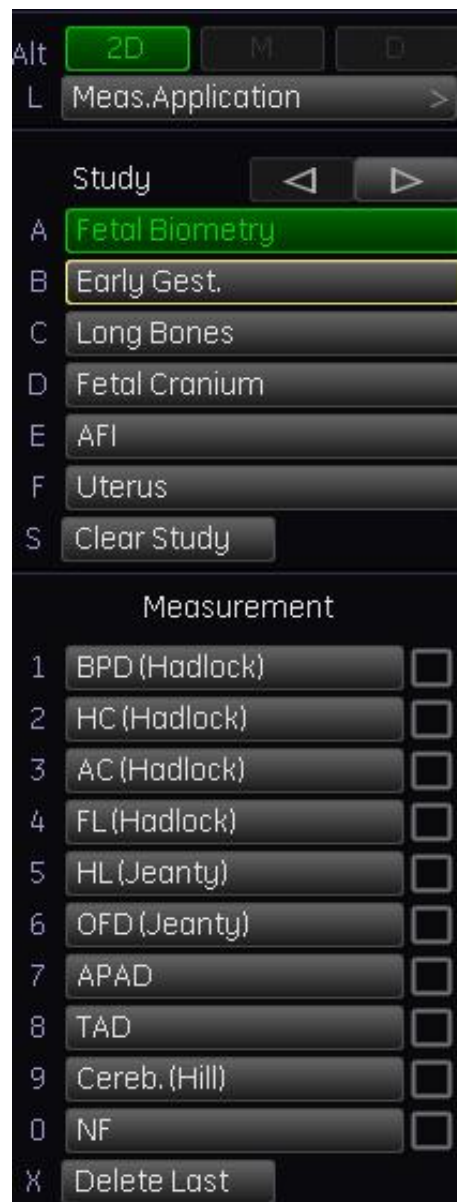 Alt 2D M D
L Meas.Application >
Study
A Fetal Biometry
B Early Gest.
C Long Bones
D Fetal Cranium
E AFI
F Uterus
S Clear Study
Measurement
1 BPD(Hadlock)
2 HC(Hadlock)
3 AC(Hadlock)
4 FL(Hadlock)
5 HL(Jeanty)
6 OFD(Jeanty)
7 APAD
8 TAD
9 Cereb.(Hill)
0 NF
X Delete Last